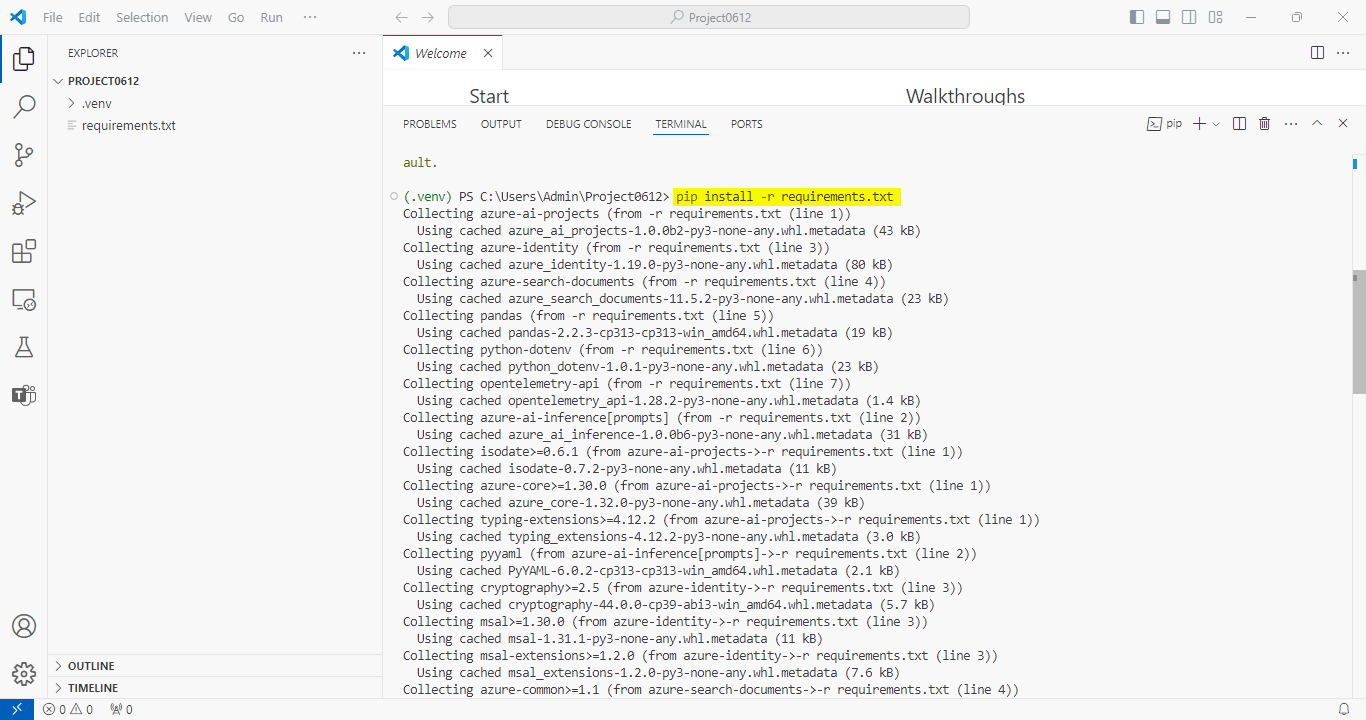 File Edit Selection View Go Run ···
Project0612
EXPLORER
PROJECT0612
.venv
requirements.txt
OUTLINE
TIMELINE
Welcome
Start
Walkthroughs
PROBLEMS OUTPUT DEBUG CONSOLE TERMINAL PORTS
pip
ault.
(.venv) PS C:\Users\Admin\Project0612> pip install -r requirements.txt
Collecting azure-ai-projects (from -r requirements.txt (line 1))
Using cached azure_ai_projects-1.0.0b2-py3-none-any.whl.metadata (43 kB)
Collecting azure-identity (from -r requirements.txt (line 3))
Using cached azure_identity-1.19.0-py3-none-any.whl.metadata (80 kB)
Collecting azure-search-documents (from -r requirements.txt (line 4))
Using cached azure_search_documents-11.5.2-py3-none-any.whl.metadata (23 kB)
Collecting pandas (from -r requirements.txt (line 5))
Using cached pandas-2.2.3-cp313-cp313-win_amd64.whl.metadata (19 kB)
Collecting python-dotenv (from -r requirements.txt (line 6))
Using cached python_dotenv-1.0.1-py3-none-any.whl.metadata (23 kB)
Collecting opentelemetry-api (from -r requirements.txt (line 7))
Using cached opentelemetry_api-1.28.2-py3-none-any.whl.metadata (1.4 kB)
Collecting azure-ai-inference[prompts] (from -r requirements.txt (line 2))
Using cached azure_ai_inference-1.0.0b6-py3-none-any.whl.metadata (31 kB)
Collecting isodate>=0.6.1 (from azure-ai-projects->-r requirements.txt (line 1))
Using cached isodate-0.7.2-py3-none-any.whl.metadata (11 kB)
Collecting azure-core>=1.30.0 (from azure-ai-projects->-r requirements.txt (line 1))
Using cached azure_core-1.32.0-py3-none-any.whl.metadata (39 kB)
Collecting typing-extensions>=4.12.2 (from azure-ai-projects->-r requirements.txt (line 1))
Using cached typing_extensions-4.12.2-py3-none-any.whl.metadata (3.0 kB)
Collecting pyyaml (from azure-ai-inference[prompts]->-r requirements.txt (line 2))
Using cached PyYAML-6.0.2-cp313-cp313-win_amd64.whl.metadata (2.1 kB)
Collecting cryptography>=2.5 (from azure-identity->-r requirements.txt (line 3))
Using cached cryptography-44.0.0-cp39-abi3-win_amd64.whl.metadata (5.7 kB)
Collecting msal>=1.30.0 (from azure-identity->-r requirements.txt (line 3))
Using cached msal-1.31.1-py3-none-any.whl.metadata (11 kB)
Collecting msal-extensions>=1.2.0 (from azure-identity->-r requirements.txt (line 3))
Using cached msal_extensions-1.2.0-py3-none-any.whl.metadata (7.6 kB)
Collecting azure-common>=1.1 (from azure-search-documents->-r requirements.txt (line 4))
0 0 0